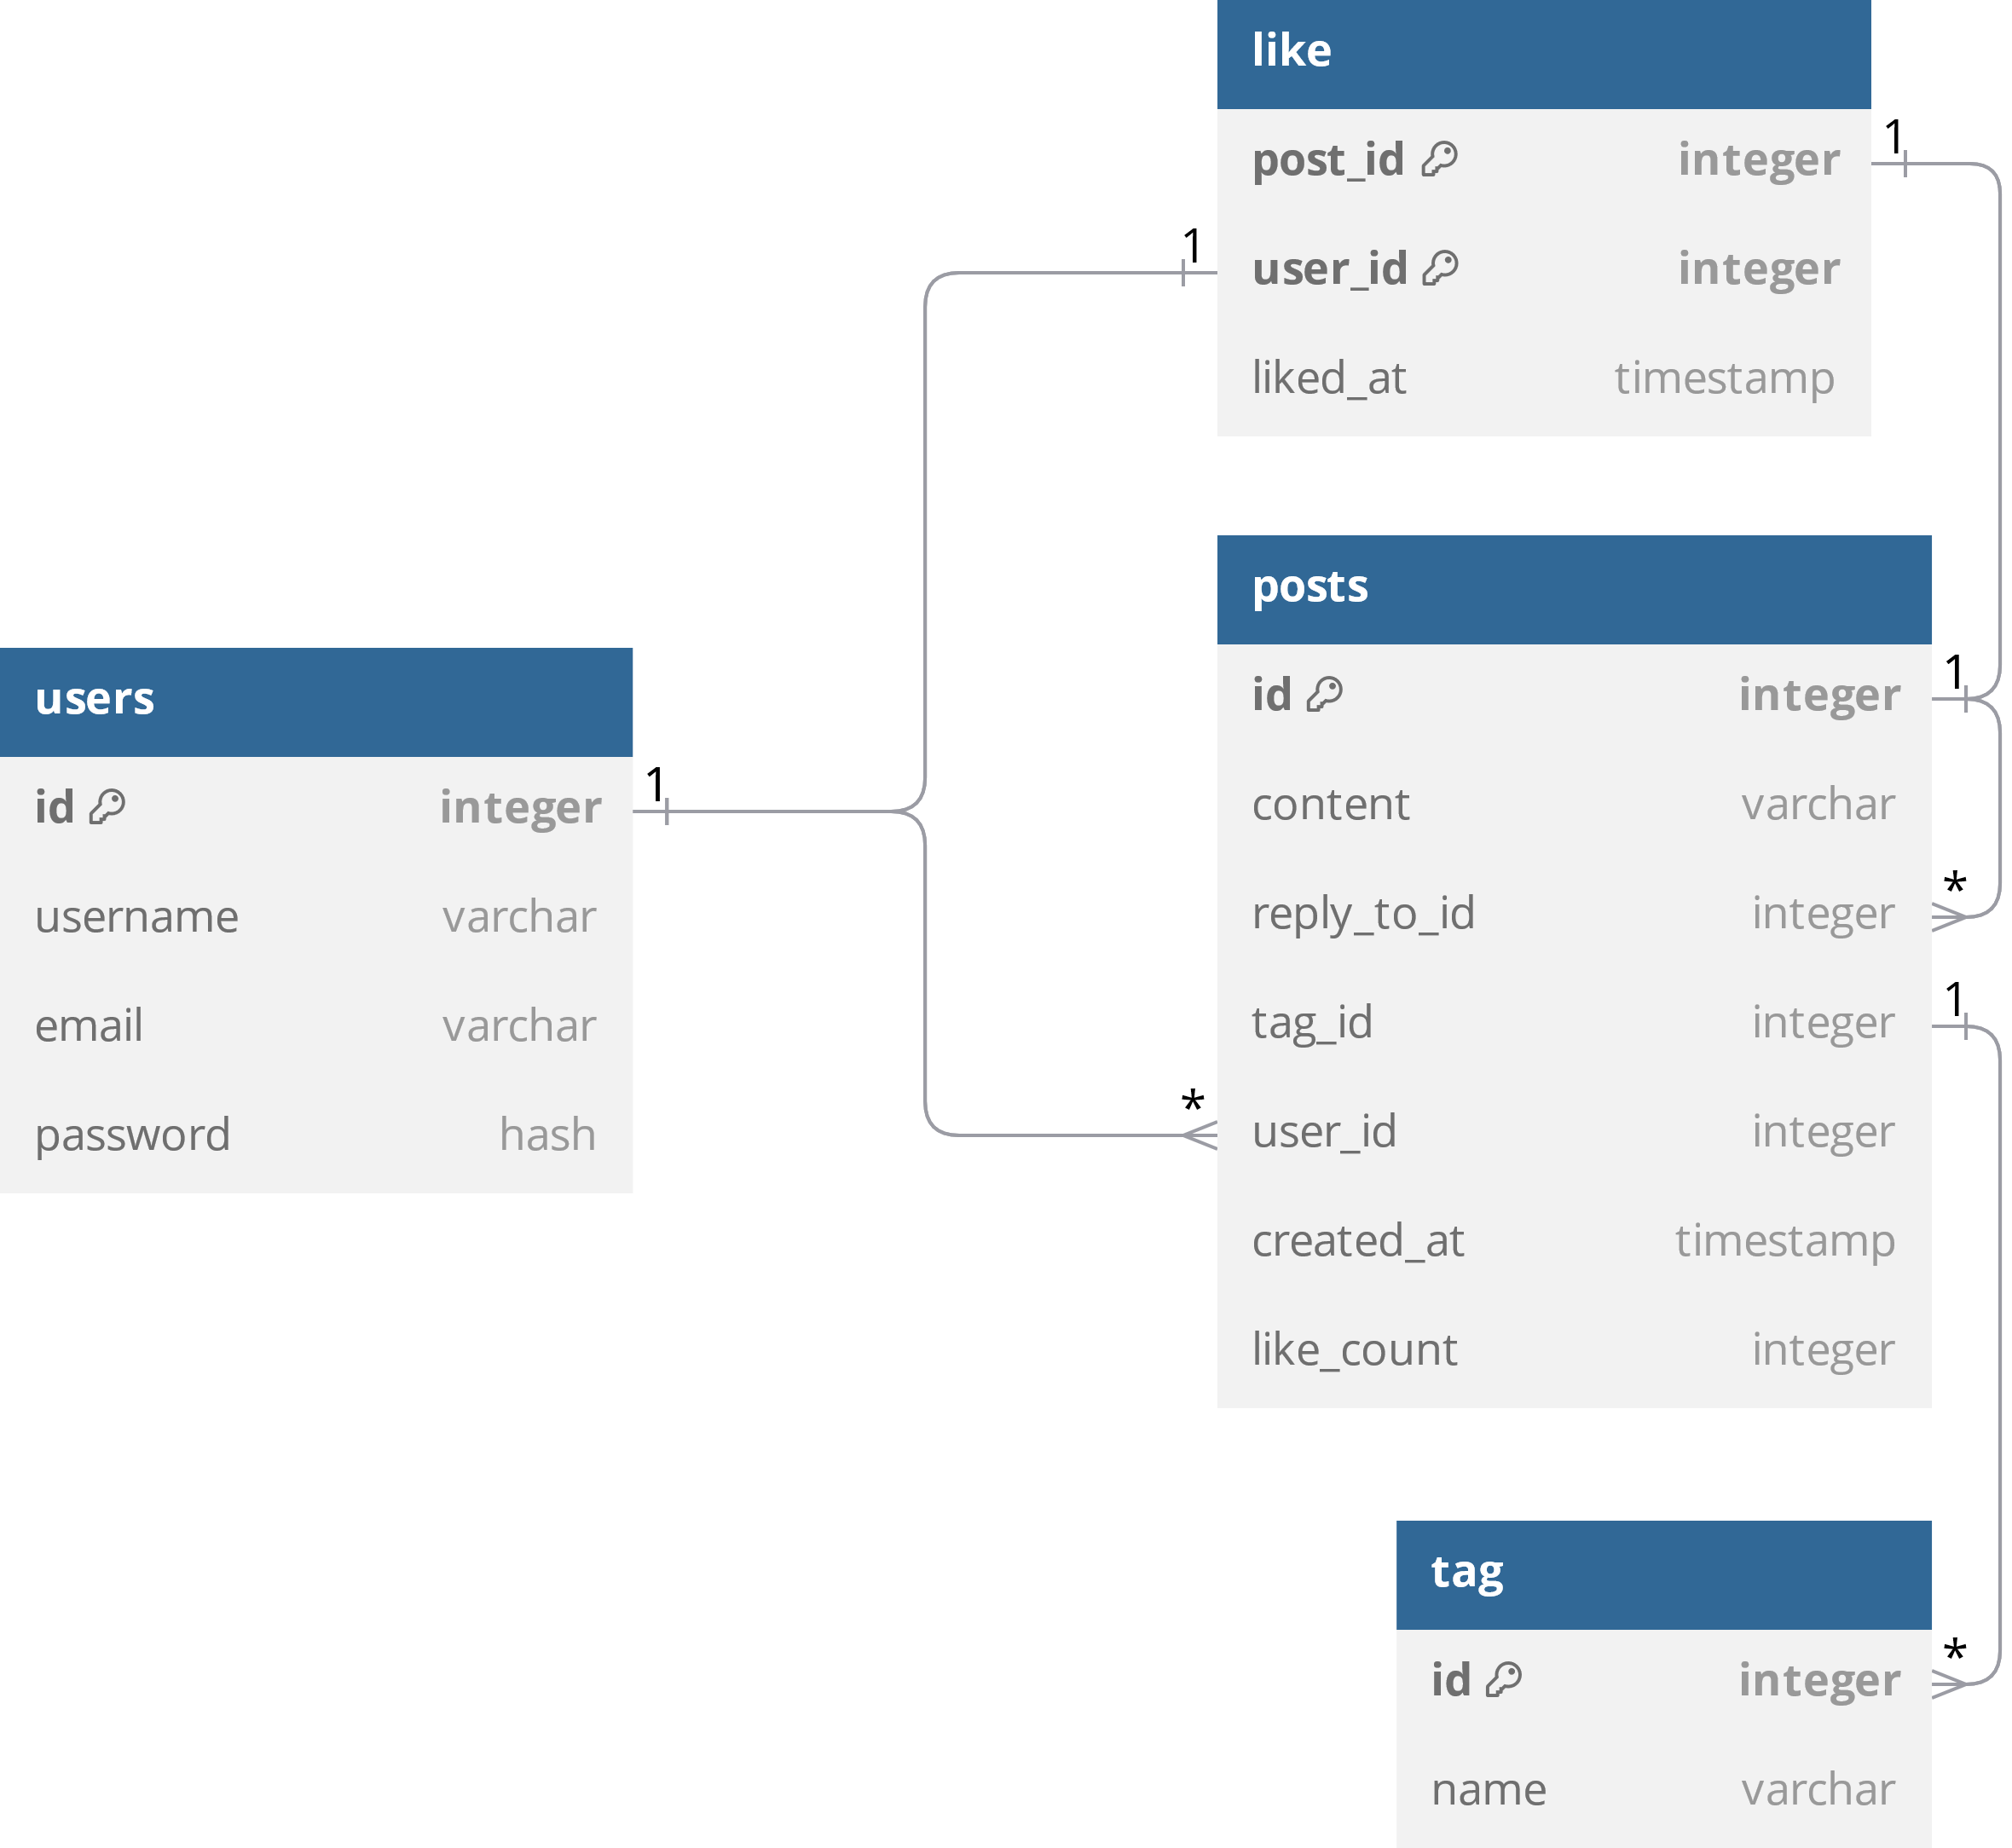 like
post_id integer
user_id integer
liked_at timestamp
1
1
posts
id integer
content varchar
reply_to_id integer
tag_id integer
user_id integer
created_at timestamp
like_count integer
1
*
1
*
users
id integer
username varchar
email varchar
password hash
1
tag
id integer
name varchar
*